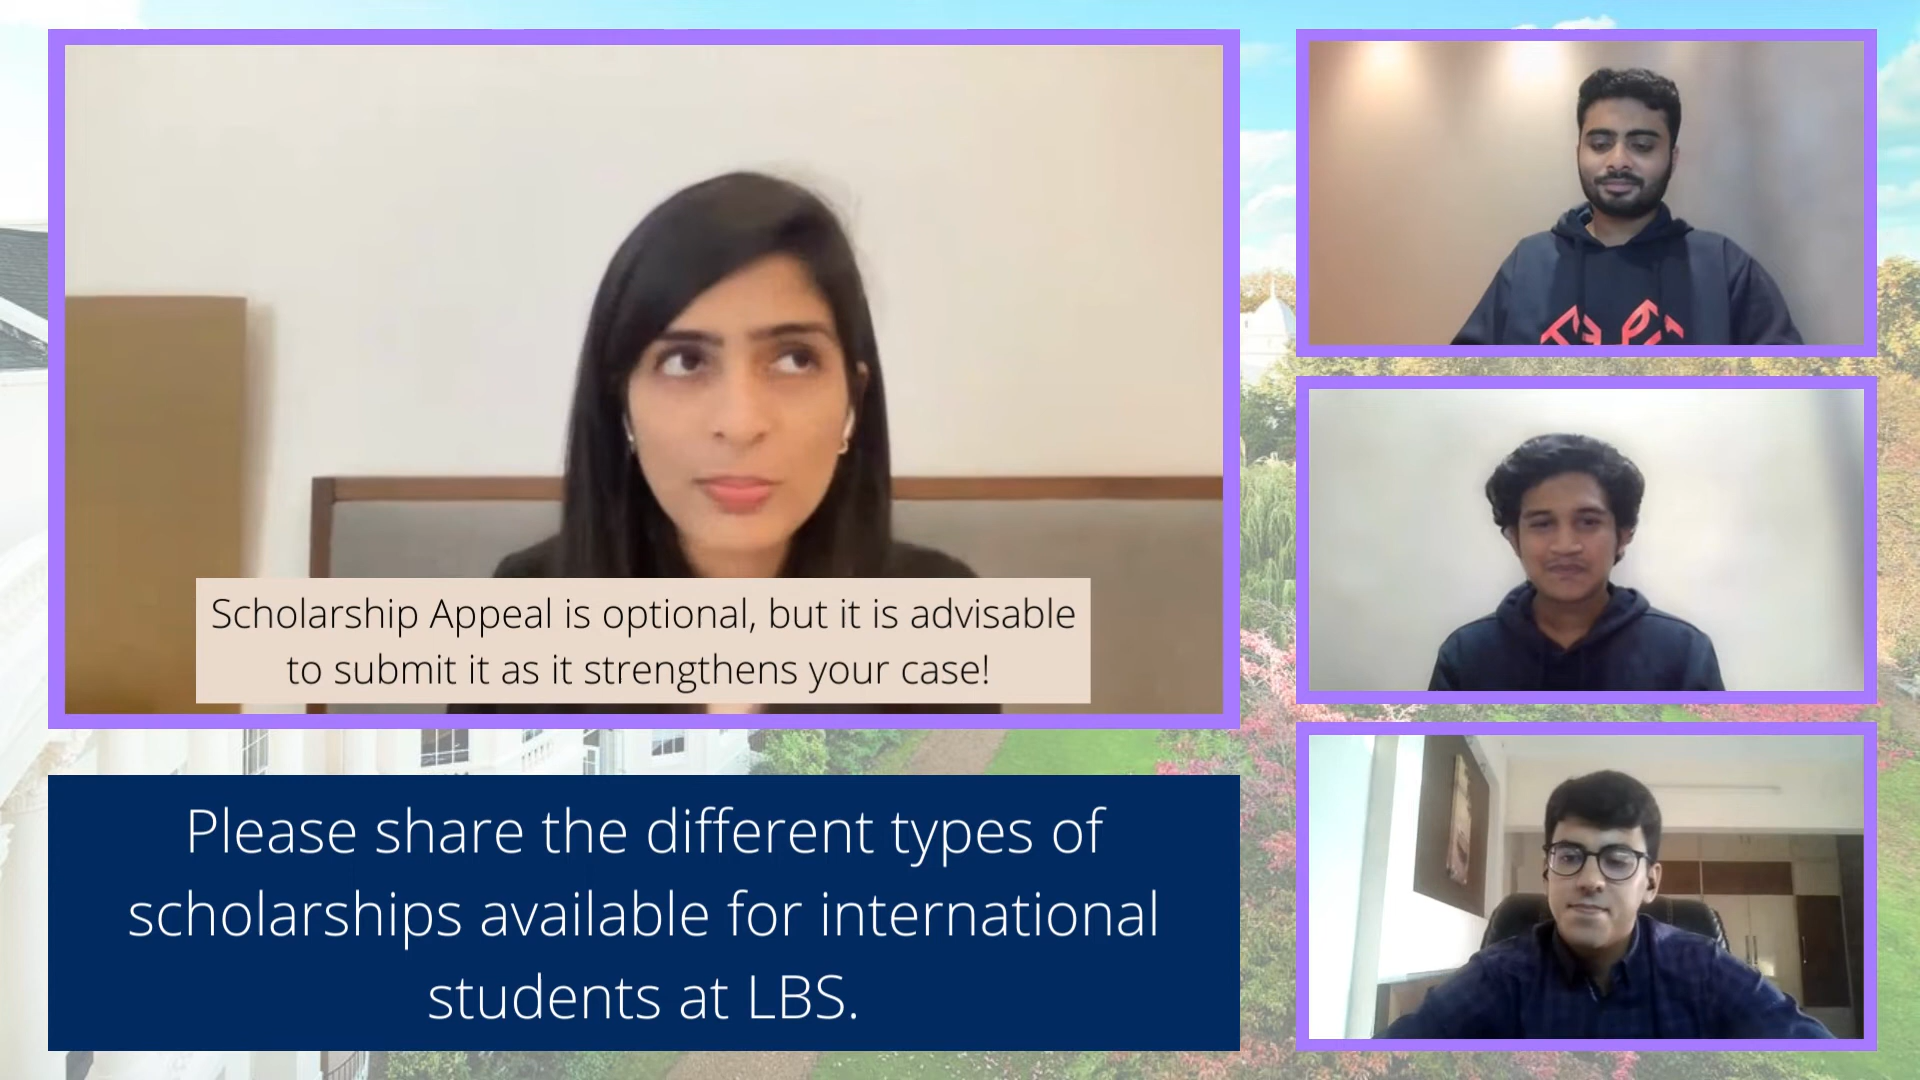 Scholarship Appeal is optional, but it is advisable
to submit it as it strengthens your case!
Please share the different types of
scholarships available for international
students at LBS.